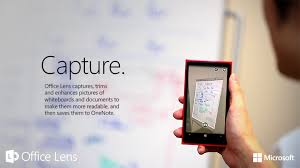 Capture.
Office Lens captures, trims
and enhances pictures of
whiteboards and documents to
make them more readable, and
then saves them to OneNote.
Office Lens
Microsoft